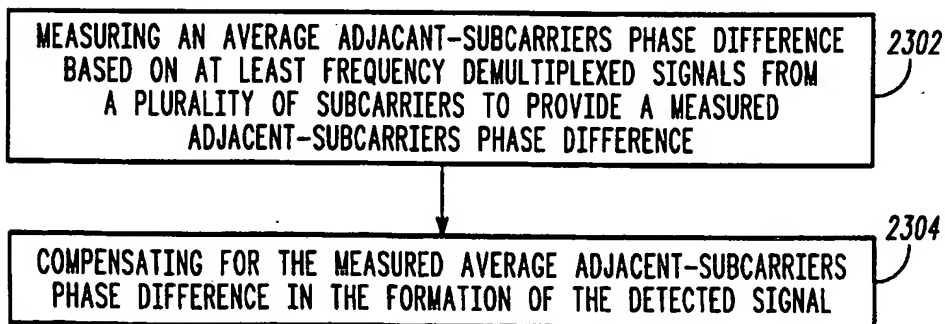 MEASURING AN AVERAGE ADJACANT-SUBCARRIERS PHASE DIFFERENCE
BASED ON AT LEAST FREQUENCY DEMULTIPLEXED SIGNALS FROM
A PLURALITY OF SUBCARRIERS TO PROVIDE A MEASURED
ADJACENT-SUBCARRIERS PHASE DIFFERENCE
2302
COMPENSATING FOR THE MEASURED AVERAGE ADJACENT-SUBCARRIERS
PHASE DIFFERENCE IN THE FORMATION OF THE DETECTED SIGNAL
2304